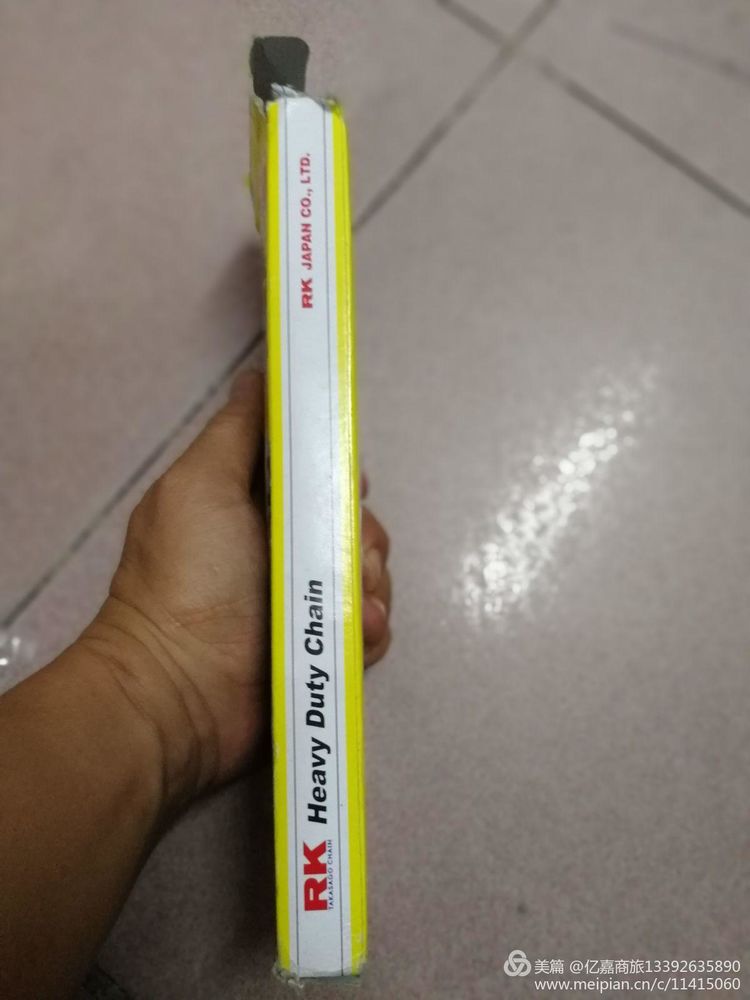 RK JAPAN CO., LTD.
RK Heavy Duty Chain
TAKASAGO CHAIN
美篇 @亿嘉商旅13392635890
www.meipian.cn/c/11415060